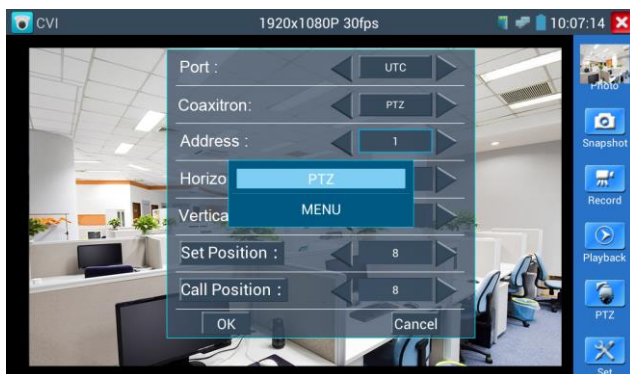 CVI 1920x1080P 30fps 10:07:14
Port : UTC
Coaxitron: PTZ
Address : 1
Horizo
PTZ
Vertica
MENU
Set Position : 8
Call Position : 8
OK Cancel
Photo
Snapshot
Record
Playback
PTZ
Set